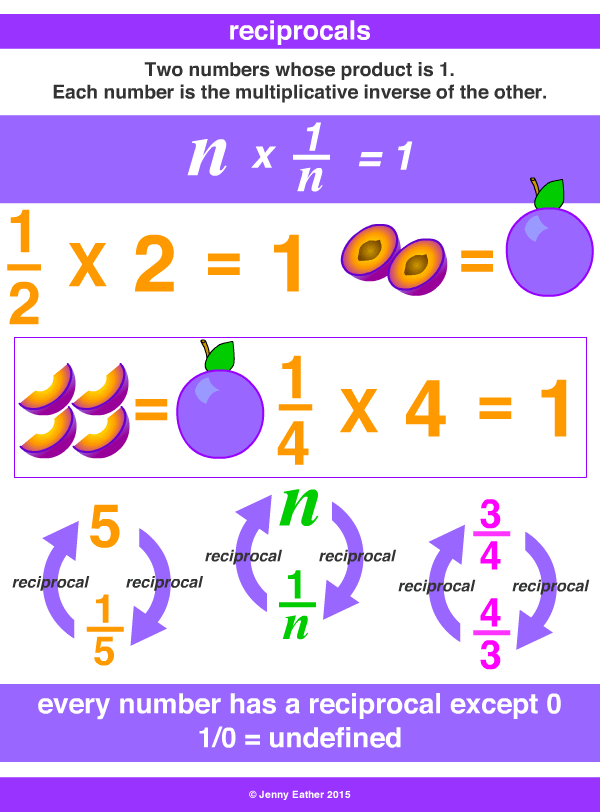 reciprocals
Two numbers whose product is 1.
Each number is the multiplicative inverse of the other.
n x 1/n = 1
1/2 x 2 = 1 =
= 1/4 x 4 = 1
5
reciprocal reciprocal
1/5
n
reciprocal reciprocal
1/n
3/4
reciprocal reciprocal
4/3
every number has a reciprocal except 0
1/0 = undefined
© Jenny Eather 2015